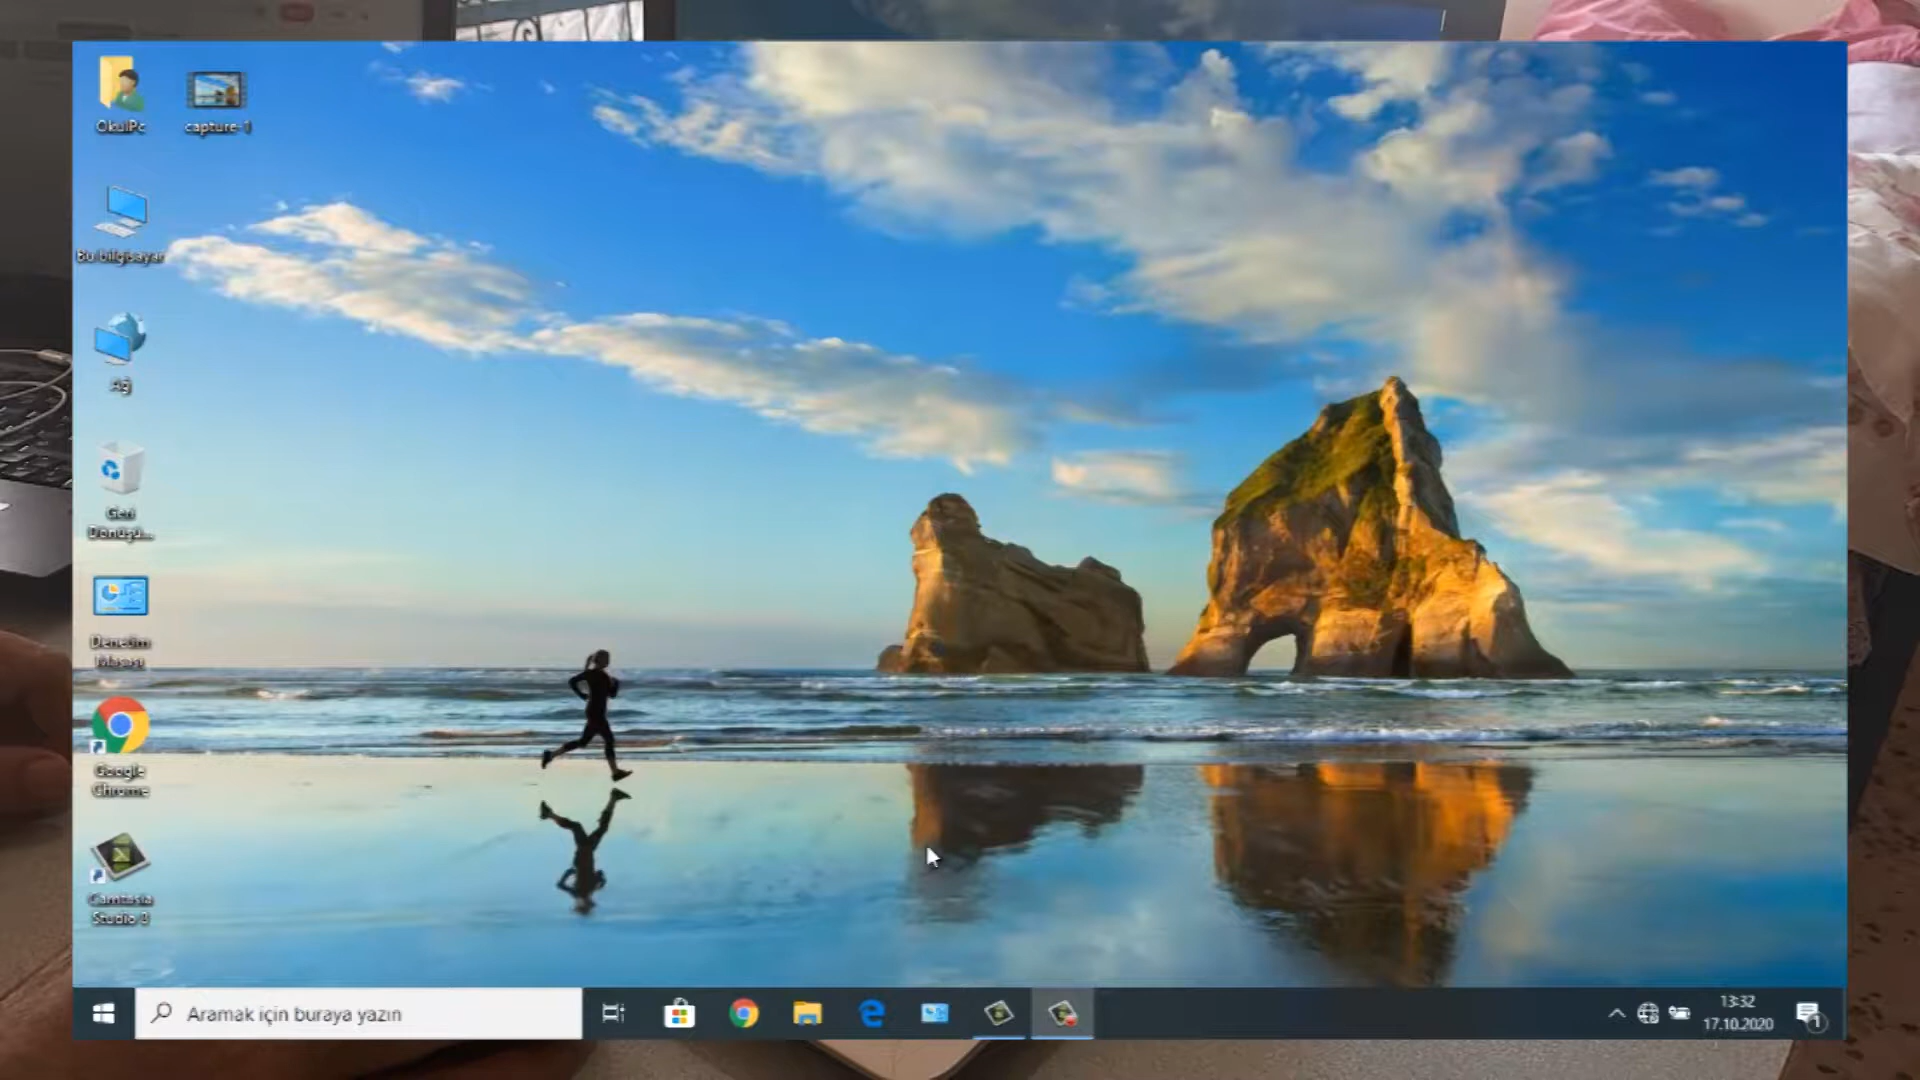 OkulPc
capture-1
Bu bilgisayar
Ağ
Geri
Dönüşü...
Denetim
Masası
Google
Chrome
Camtasia
Studio 8
Aramak için buraya yazın
13:32
17.10.2020
1